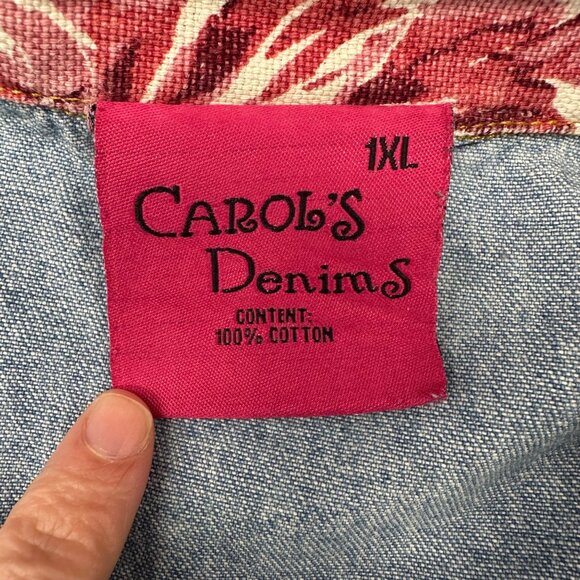 1XL
CAROL'S
Denims
CONTENT:
100% COTTON